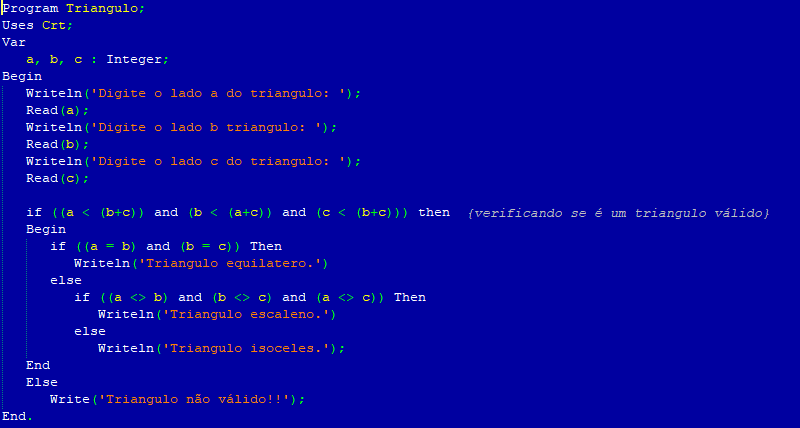 Program Triangulo;
Uses Crt;
Var
a, b, c : Integer;
Begin
Writeln('Digite o lado a do triangulo: ');
Read(a);
Writeln('Digite o lado b triangulo: ');
Read(b);
Writeln('Digite o lado c do triangulo: ');
Read(c);
if ((a < (b+c)) and (b < (a+c)) and (c < (b+c))) then {verificando se é um triangulo válido}
Begin
if ((a = b) and (b = c)) Then
Writeln('Triangulo equilatero.')
else
if ((a <> b) and (b <> c) and (a <> c)) Then
Writeln('Triangulo escaleno.')
else
Writeln('Triangulo isoceles.');
End
Else
Write('Triangulo não válido!!');
End.